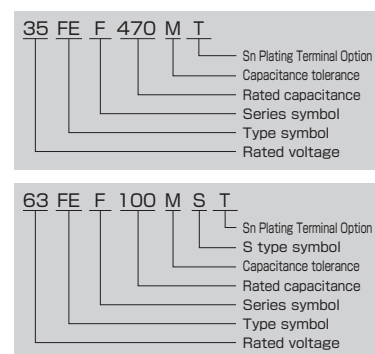 35 FE F 470 M T
Sn Plating Terminal Option
Capacitance tolerance
Rated capacitance
Series symbol
Type symbol
Rated voltage
63 FE F 100 M S T
Sn Plating Terminal Option
S type symbol
Capacitance tolerance
Rated capacitance
Series symbol
Type symbol
Rated voltage